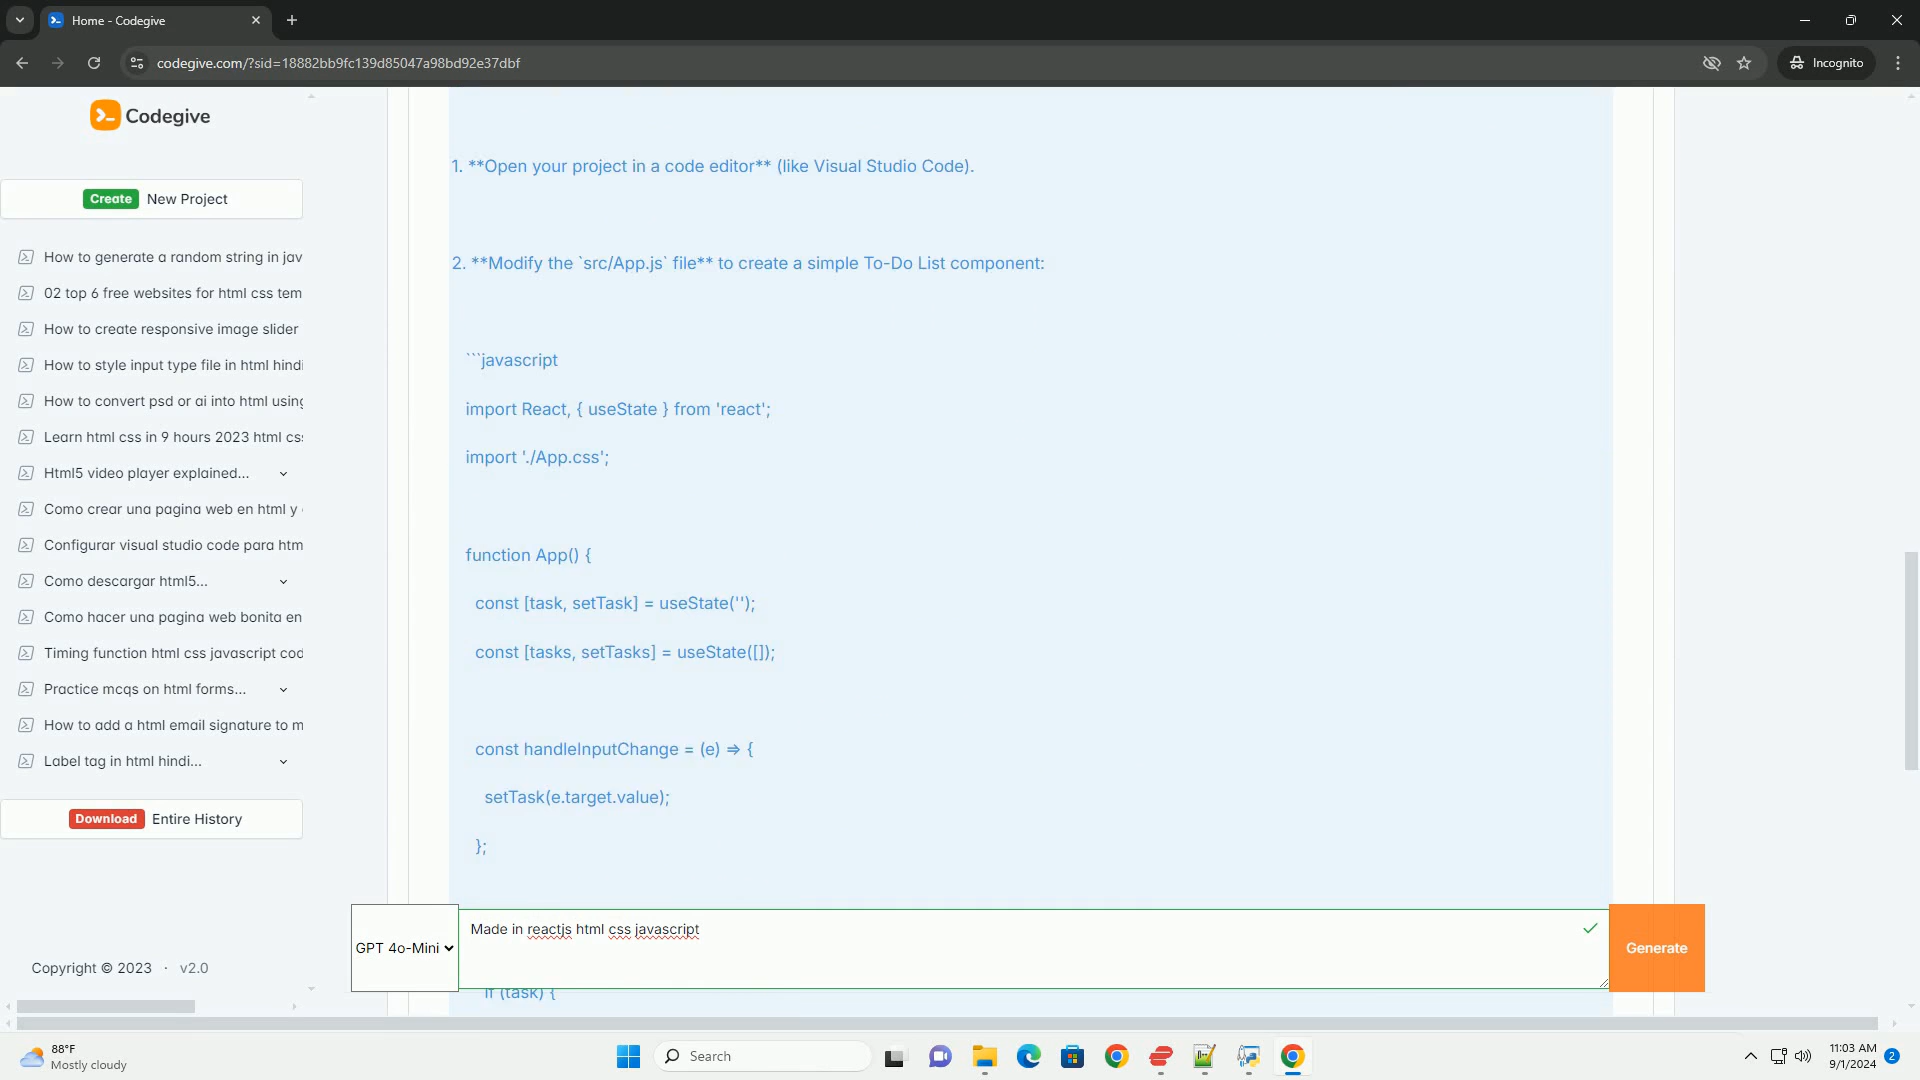 Home - Codegive
codegive.com/?sid=18882bb9fc139d85047a98bd92e37dbf
Incognito
Codegive
Create New Project
How to generate a random string in jav
02 top 6 free websites for html css tem
How to create responsive image slider
How to style input type file in html hindi
How to convert psd or ai into html using
Learn html css in 9 hours 2023 html css
Html5 video player explained...
Como crear una pagina web en html y
Configurar visual studio code para htm
Como descargar html5...
Como hacer una pagina web bonita en
Timing function html css javascript cod
Practice mcqs on html forms...
How to add a html email signature to m
Label tag in html hindi...
Download Entire History
Copyright © 2023 · v2.0
1. **Open your project in a code editor** (like Visual Studio Code).
2. **Modify the `src/App.js` file** to create a simple To-Do List component:
```javascript
import React, { useState } from 'react';
import './App.css';
function App() {
const [task, setTask] = useState('');
const [tasks, setTasks] = useState([]);
const handleInputChange = (e) => {
setTask(e.target.value);
};
GPT 4o-Mini
Made in reactjs html css javascript
Generate
if (task) {
88°F
Mostly cloudy
Search
11:03 AM
9/1/2024
2